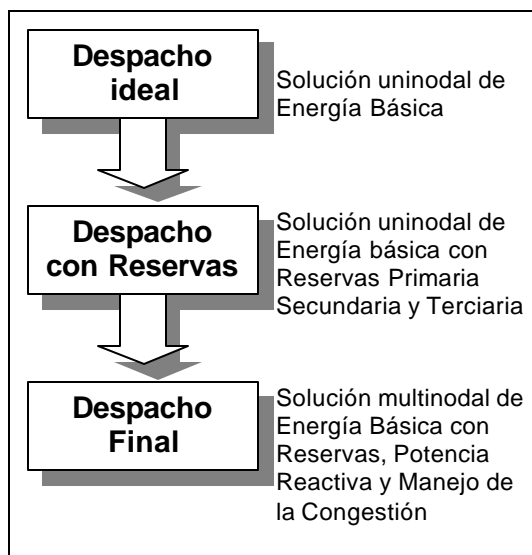 Despacho
ideal
Solución uninodal de
Energía Básica
Despacho
con Reservas
Solución uninodal de
Energía básica con
Reservas Primaria
Secundaria y Terciaria
Despacho
Final
Solución multinodal de
Energía Básica con
Reservas, Potencia
Reactiva y Manejo de
la Congestión